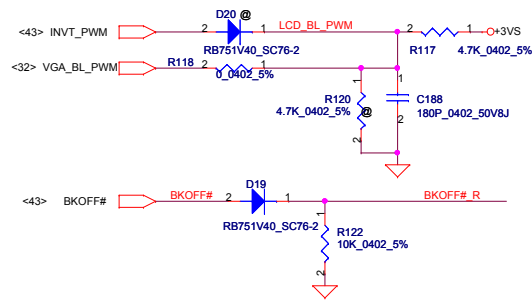 D20 @
<43> INVT_PWM
2
1
LCD_BL_PWM
2
1
+3VS
RB751V40_SC76-2
R117
4.7K_0402_5%
<32> VGA_BL_PWM
R118
2
1
0_0402_5%
1
R120
@
4.7K_0402_5%
2
1
C188
180P_0402_50V8J
2
D19
<43> BKOFF#
BKOFF#
2
1
BKOFF#_R
RB751V40_SC76-2
1
R122
10K_0402_5%
2